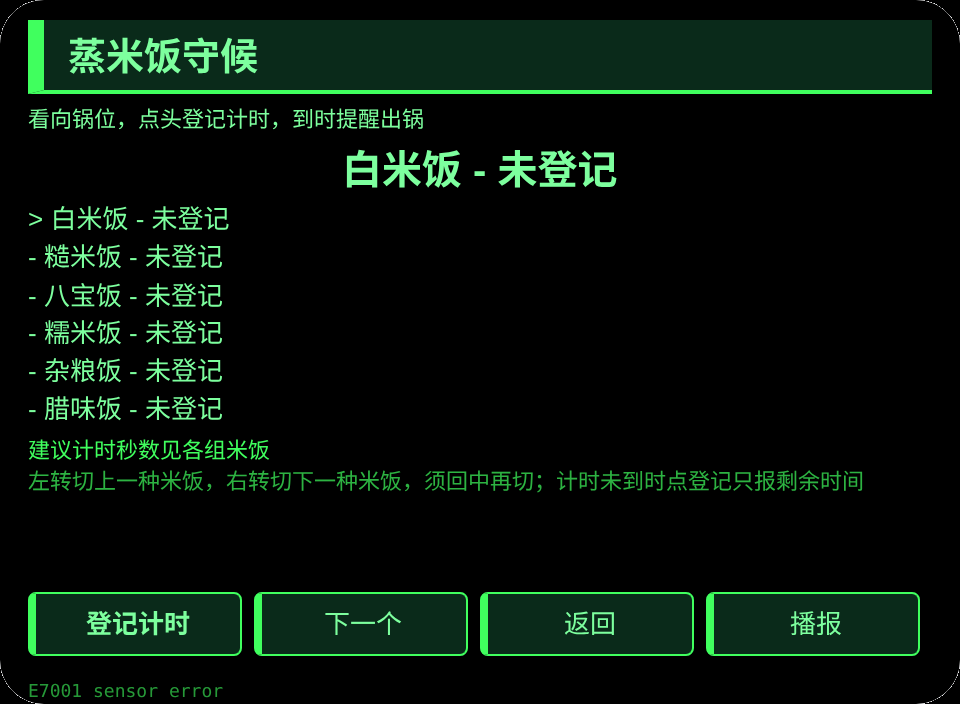 蒸米饭守候
看向锅位，点头登记计时，到时提醒出锅
白米饭 - 未登记
> 白米饭 - 未登记
- 糙米饭 - 未登记
- 八宝饭 - 未登记
- 糯米饭 - 未登记
- 杂粮饭 - 未登记
- 腊味饭 - 未登记
建议计时秒数见各组米饭
左转切上一种米饭，右转切下一种米饭，须回中再切；计时未到时点登记只报剩余时间
登记计时
下一个
返回
播报
E7001 sensor error